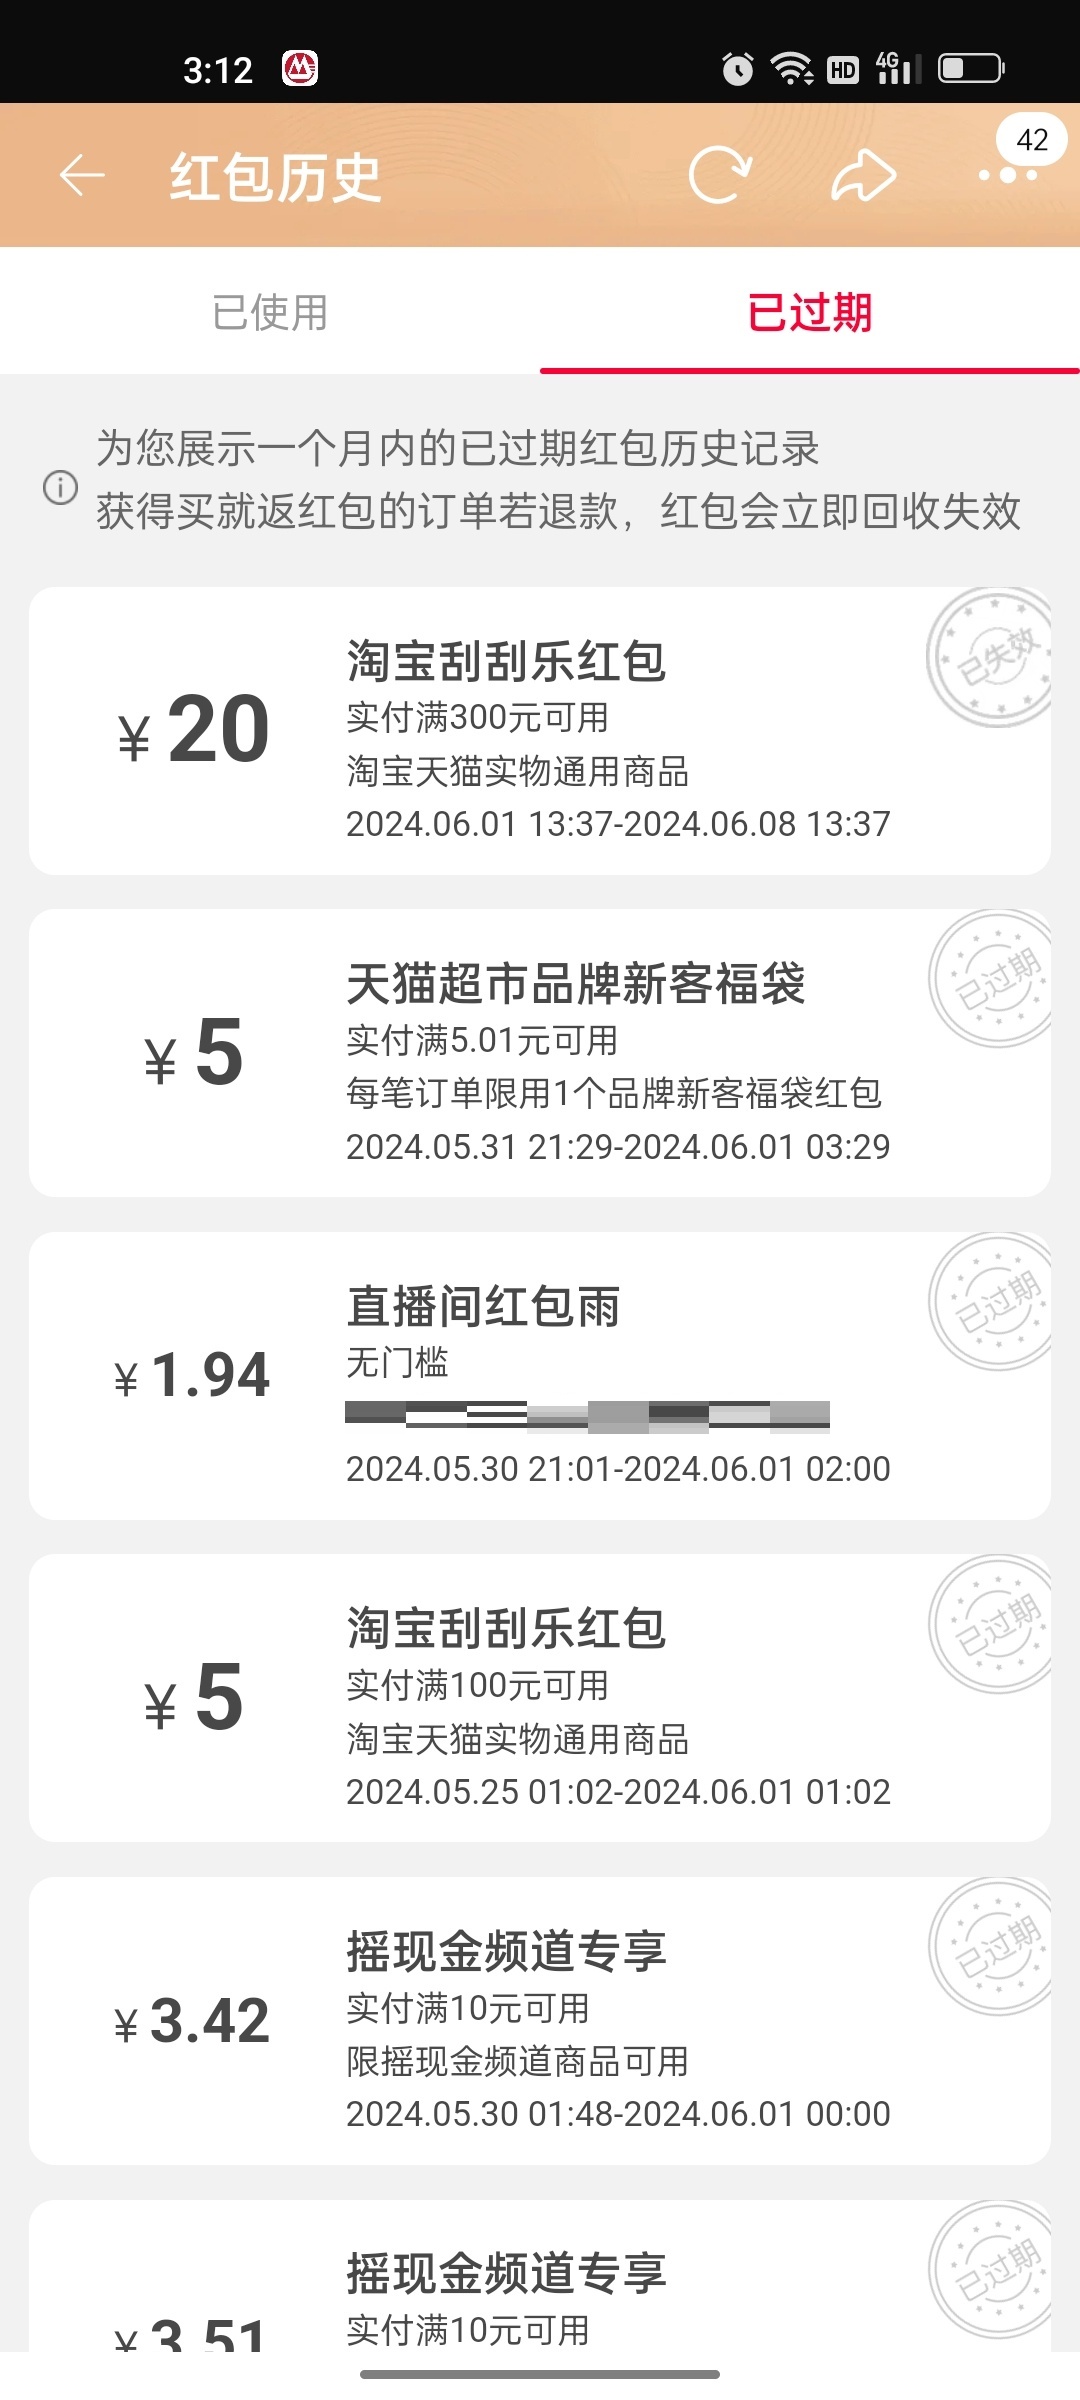 3:12
HD
4G
42
红包历史
已使用
已过期
为您展示一个月内的已过期红包历史记录
获得买就返红包的订单若退款，红包会立即回收失效
已失效
淘宝刮刮乐红包
¥ 20
实付满300元可用
淘宝天猫实物通用商品
2024.06.01 13:37-2024.06.08 13:37
已过期
天猫超市品牌新客福袋
¥ 5
实付满5.01元可用
每笔订单限用1个品牌新客福袋红包
2024.05.31 21:29-2024.06.01 03:29
已过期
直播间红包雨
¥ 1.94
无门槛
2024.05.30 21:01-2024.06.01 02:00
已过期
淘宝刮刮乐红包
¥ 5
实付满100元可用
淘宝天猫实物通用商品
2024.05.25 01:02-2024.06.01 01:02
已过期
摇现金频道专享
¥ 3.42
实付满10元可用
限摇现金频道商品可用
2024.05.30 01:48-2024.06.01 00:00
已过期
摇现金频道专享
¥ 3.51
实付满10元可用